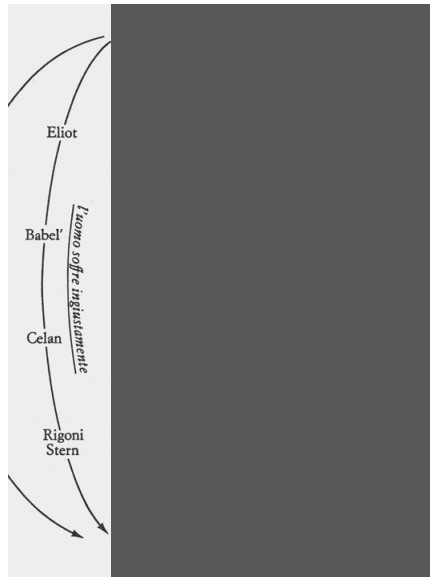 Eliot
Babel′
l'uomo soffre ingiustamente
Celan
Rigoni
Stern